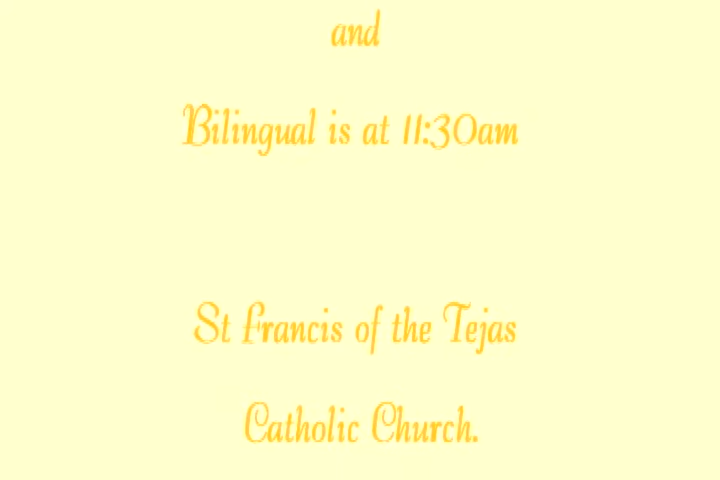 and
Bilingual is at 11:30am
St Francis of the Tejas
Catholic Church.